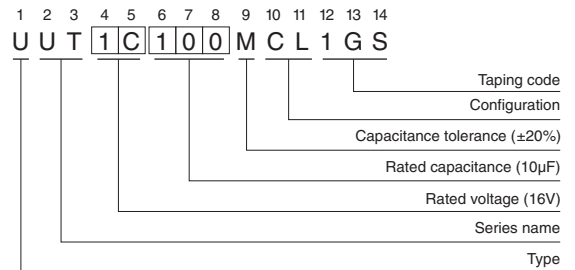 1 2 3 4 5 6 7 8 9 10 11 12 13 14
U U T 1 C 1 0 0 M C L 1 G S
Taping code
Configuration
Capacitance tolerance (±20%)
Rated capacitance (10µF)
Rated voltage (16V)
Series name
Type